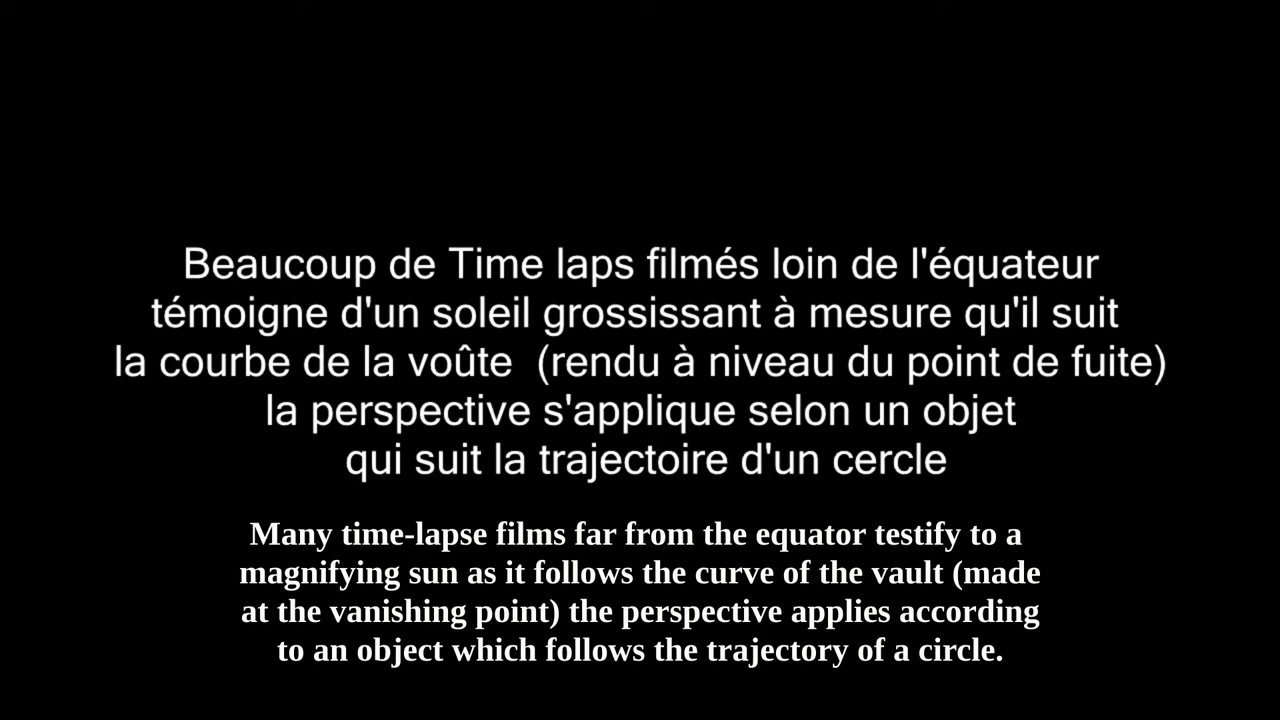 Beaucoup de Time laps filmés loin de l'équateur
témoigne d'un soleil grossissant à mesure qu'il suit
la courbe de la voûte  (rendu à niveau du point de fuite)
la perspective s'applique selon un objet
qui suit la trajectoire d'un cercle
Many time-lapse films far from the equator testify to a
magnifying sun as it follows the curve of the vault (made
at the vanishing point) the perspective applies according
to an object which follows the trajectory of a circle.